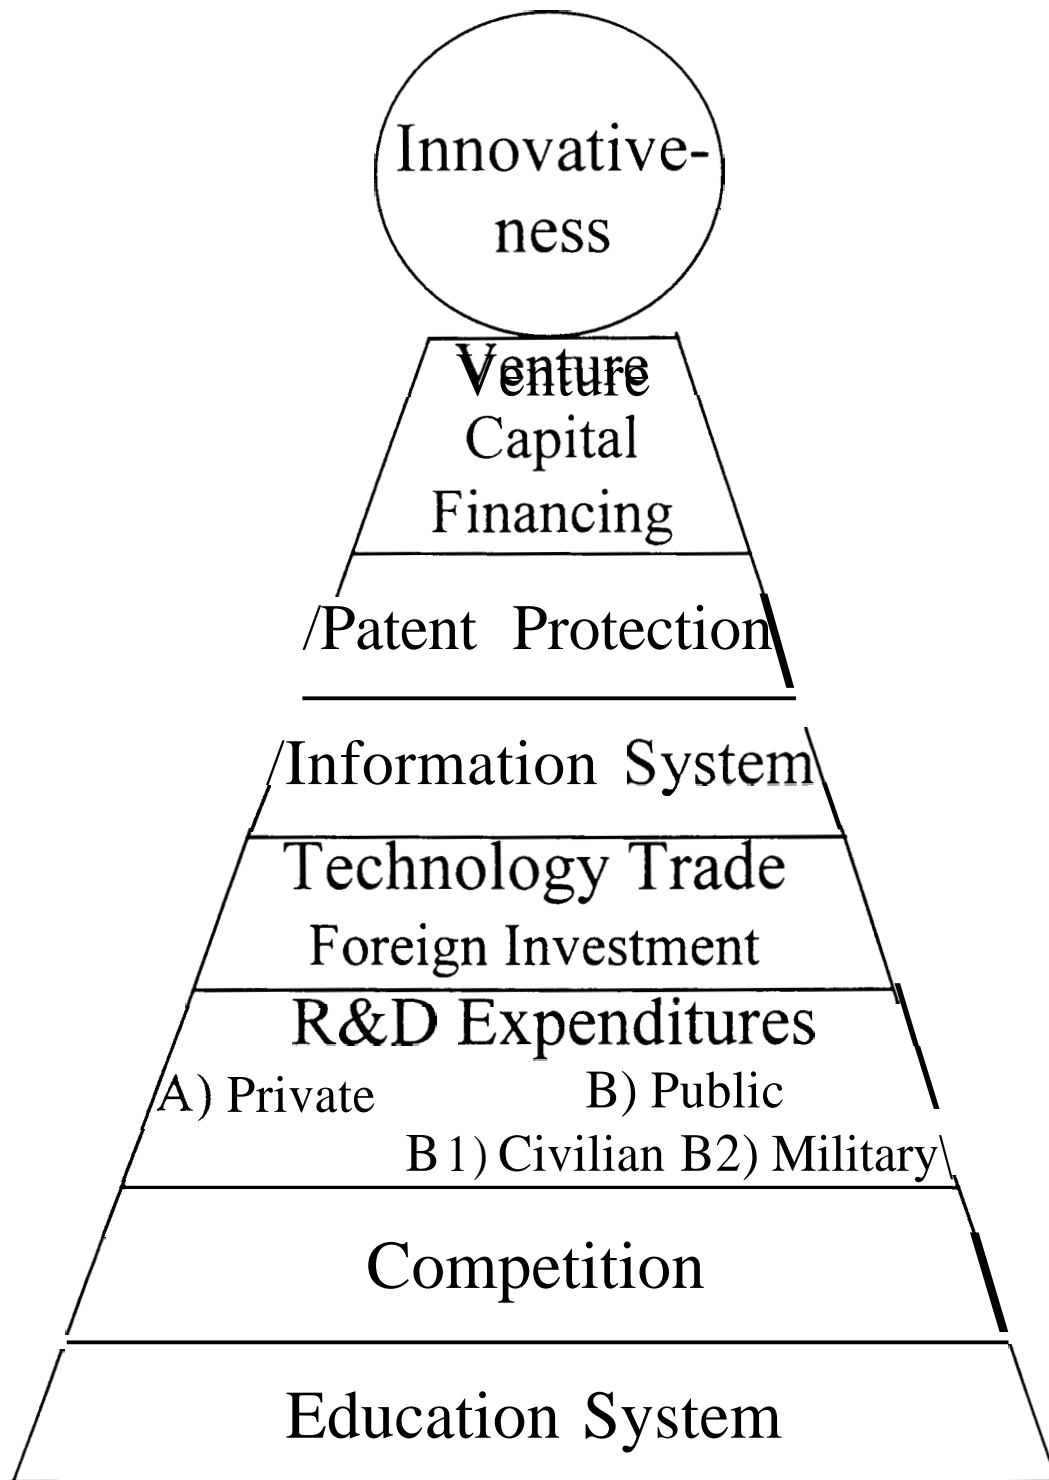 Innovative-
ness
Venture
Capital
Financing
Patent Protection
Information System
Technology Trade
Foreign Investment
R&D Expenditures
A) Private B) Public
B1) Civilian B2) Military
Competition
Education System